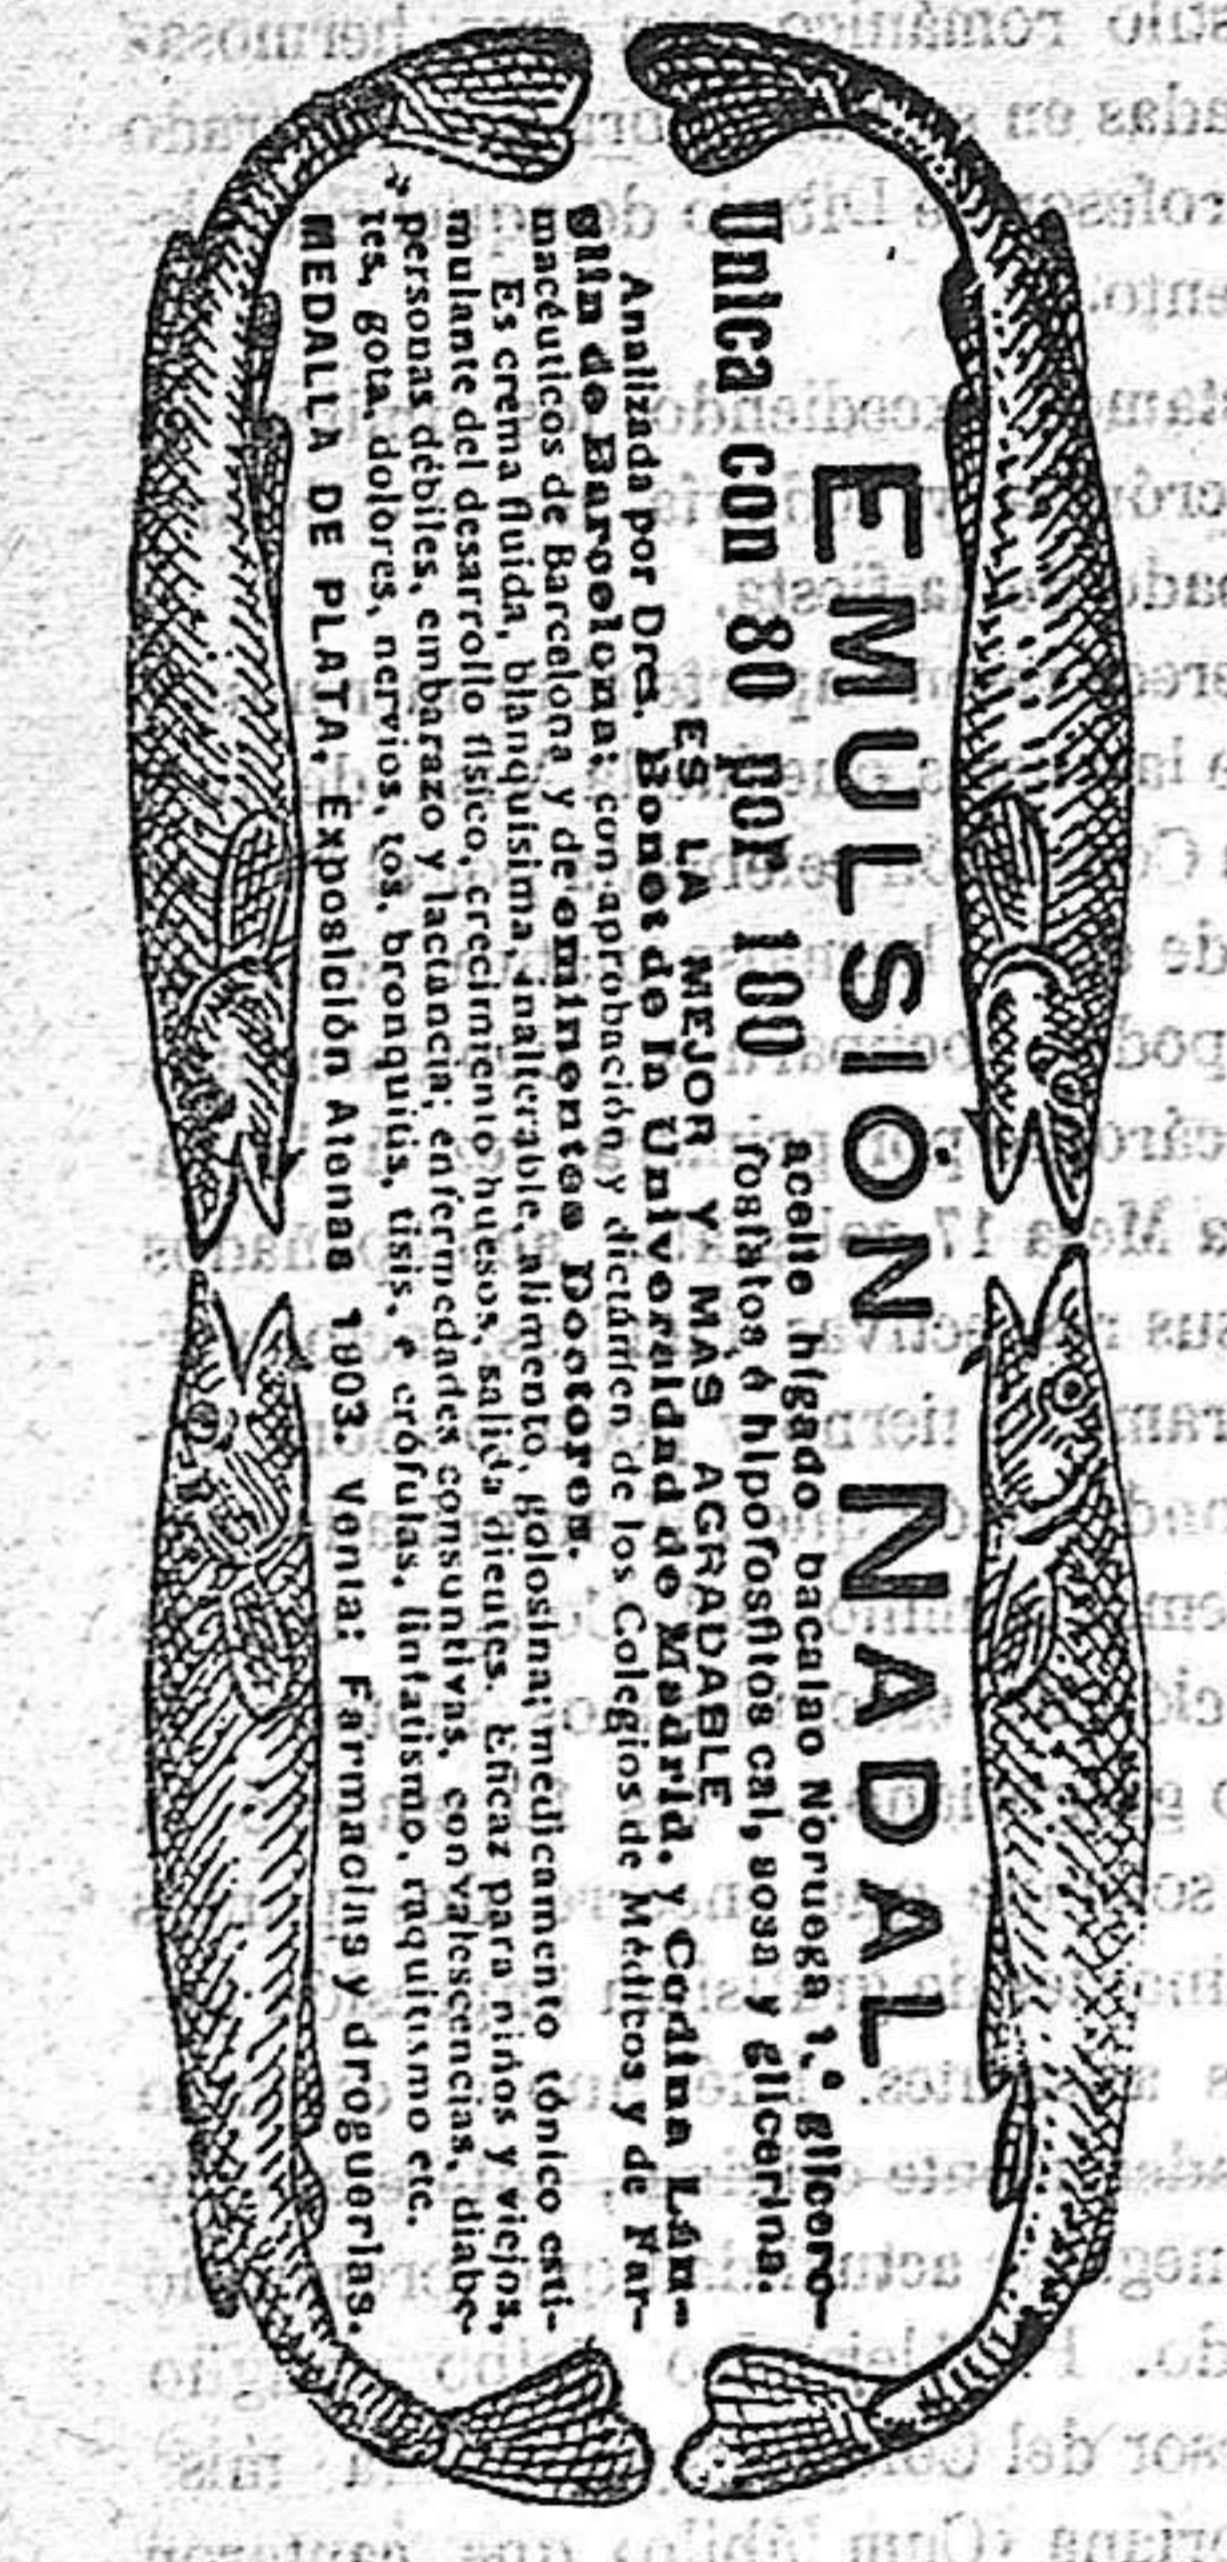 EMULSIÓN NADAL
Unica con 80 por 100 aceite hígado bacalao Noruega 1.ª glicero-
fosfatos é hipofosfitos cal, sosa y glicerina.
ES LA MEJOR Y MÁS AGRADABLE
Analizada por Dres. Bonet de la Universidad de Madrid, y Codina Län-
glin de Barcelona; con aprobación y dictámen de los Colegios de Médicos y de Far-
macéuticos de Barcelona y de eminentes Doctores.
Es crema fluida, blanquísima, inalterable, alimento, golosina; medicamento tónico esti-
mulante del desarrollo físico, crecimiento huesos, salida dientes. Eficaz para niños y viejos,
personas débiles, embarazo y lactancia; enfermedades consuntivas, convalescencias, diabe-
tes, gota, dolores, nervios, tos, bronquitis, tisis, e crófulas, linfatismo, raquitismo etc.
MEDALLA DE PLATA, Exposición Atenas 1903. Venta: Farmacias y droguerías.